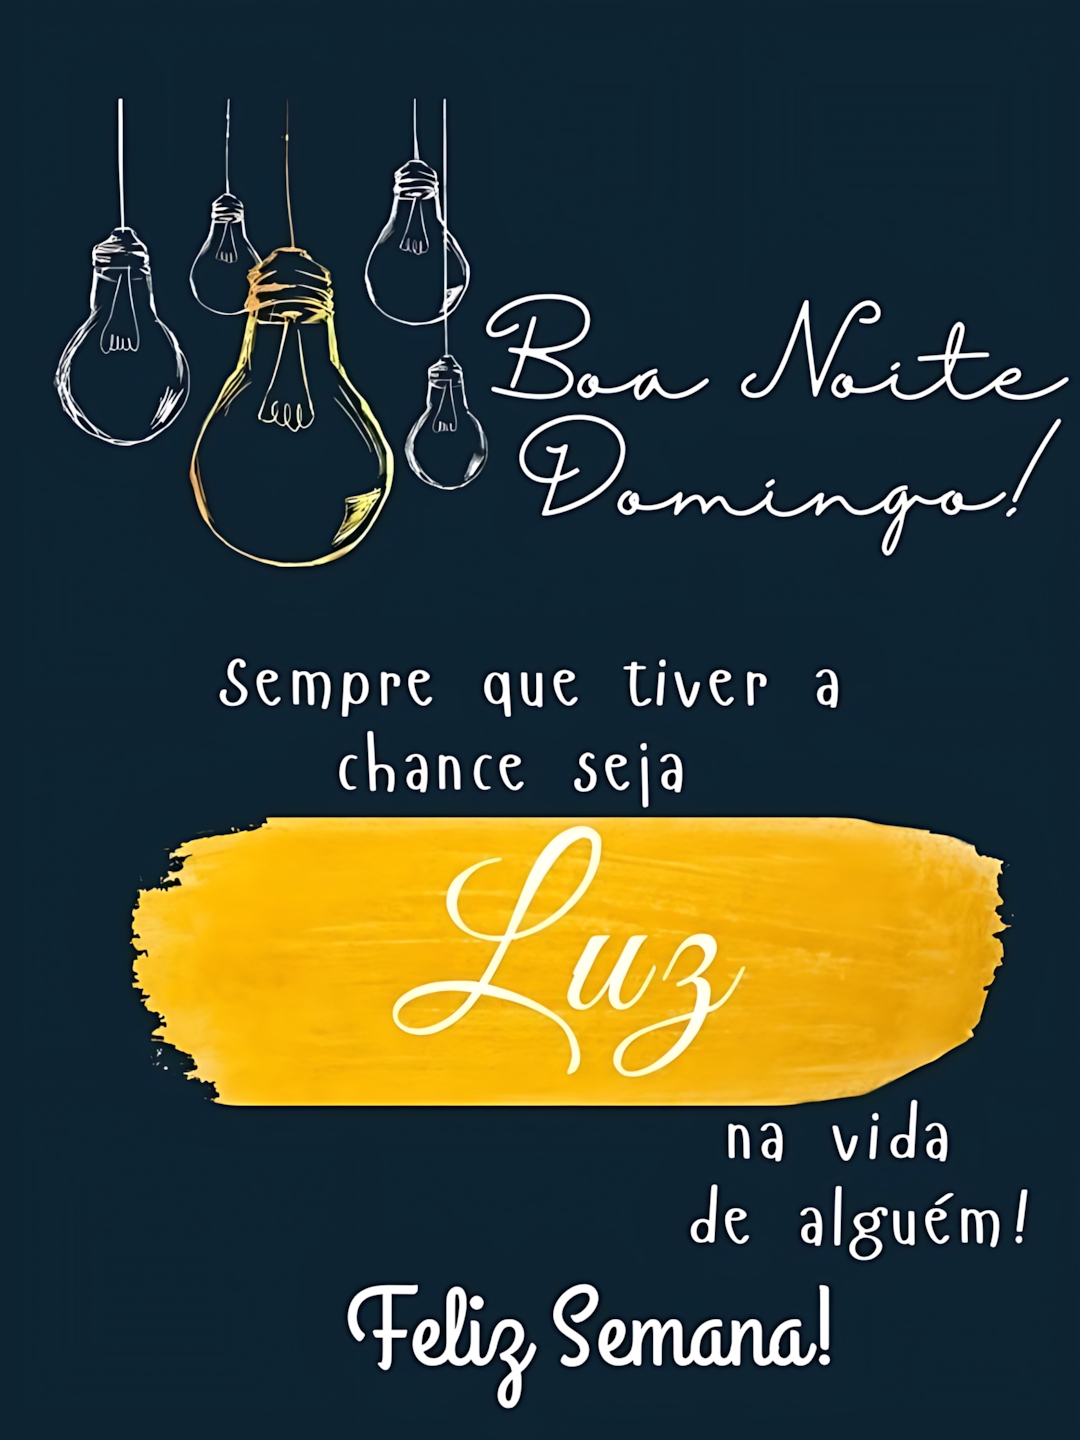 Boa Noite
Domingo!
Sempre que tiver a
chance seja
Luz
na vida
de alguém!
Feliz Semana!